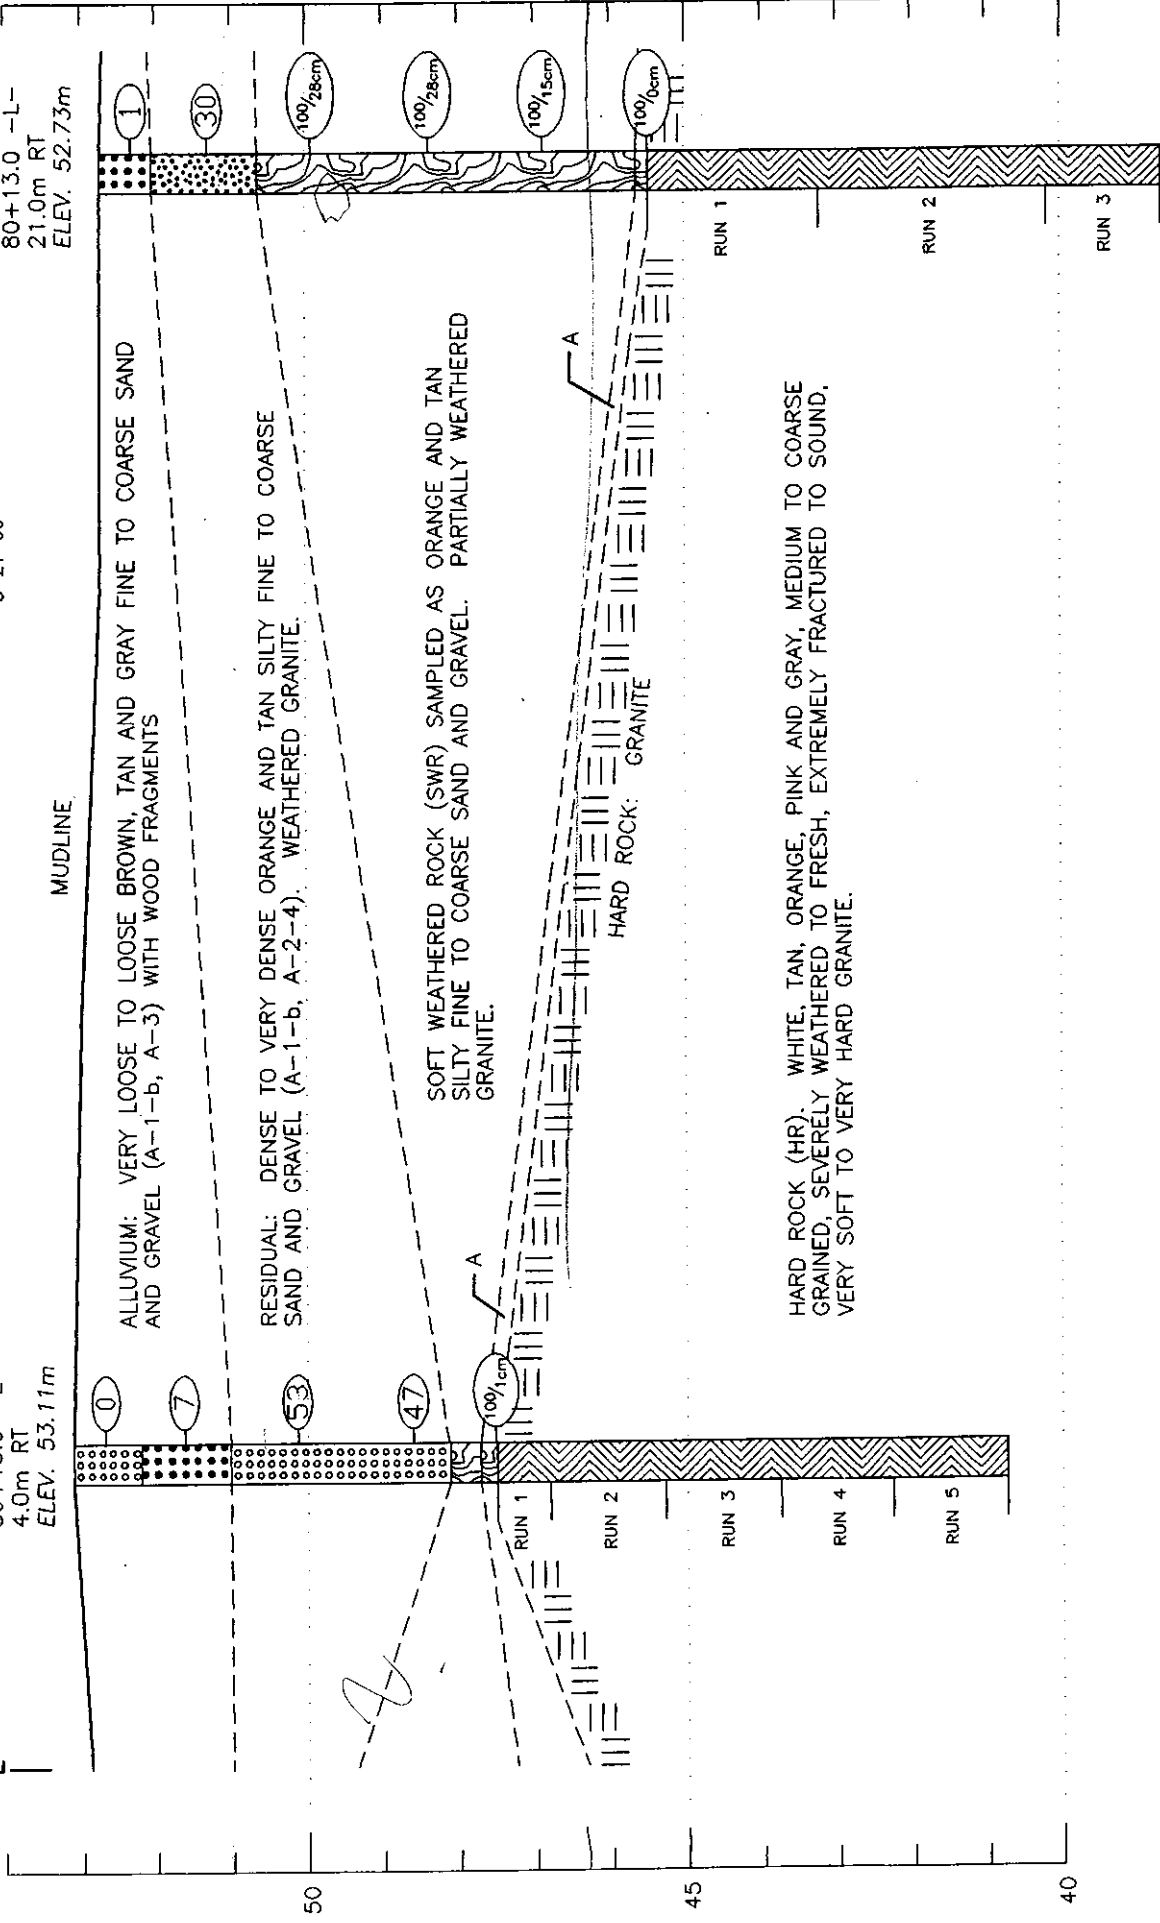 80+13.0 -L-
21.0m RT
ELEV. 52.73m
4.0m RT
ELEV. 53.11m
MUDLINE
ALLUVIUM: VERY LOOSE TO LOOSE BROWN, TAN AND GRAY FINE TO COARSE SAND
AND GRAVEL (A-1-b, A-3) WITH WOOD FRAGMENTS
RESIDUAL: DENSE TO VERY DENSE ORANGE AND TAN SILTY FINE TO COARSE
SAND AND GRAVEL (A-1-b, A-2-4). WEATHERED GRANITE.
SOFT WEATHERED ROCK (SWR) SAMPLED AS ORANGE AND TAN
SILTY FINE TO COARSE SAND AND GRAVEL. PARTIALLY WEATHERED
GRANITE.
A
A
HARD ROCK: GRANITE
HARD ROCK (HR). WHITE, TAN, ORANGE, PINK AND GRAY, MEDIUM TO COARSE
GRAINED, SEVERELY WEATHERED TO FRESH, EXTREMELY FRACTURED TO SOUND,
VERY SOFT TO VERY HARD GRANITE.
0
7
53
47
100/1cm
RUN 1
RUN 2
RUN 3
RUN 4
RUN 5
1
30
100/28cm
100/28cm
100/15cm
100/0cm
RUN 1
RUN 2
RUN 3
50
45
40